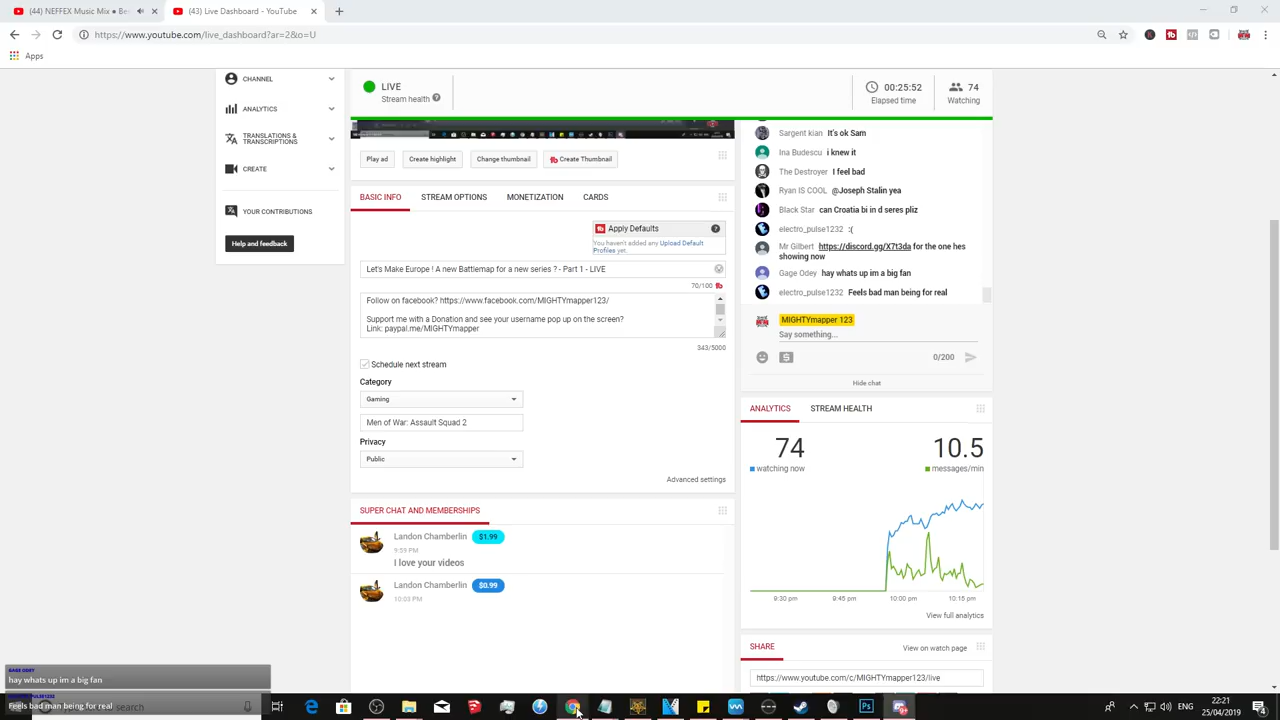 (44) NEFFEX Music Mix ● Be
(43) Live Dashboard - YouTube
https://www.youtube.com/live_dashboard?ar=2&o=U
Apps
CHANNEL
ANALYTICS
TRANSLATIONS &
TRANSCRIPTIONS
CREATE
YOUR CONTRIBUTIONS
Help and feedback
LIVE
Stream health
00:25:52
Elapsed time
74
Watching
Play ad
Create highlight
Change thumbnail
Create Thumbnail
BASIC INFO
STREAM OPTIONS
MONETIZATION
CARDS
Apply Defaults
You haven't added any Upload Default
Profiles yet.
Let's Make Europe ! A new Battlemap for a new series ? - Part 1 - LIVE
70/100
Follow on facebook? https://www.facebook.com/MIGHTYmapper123/
Support me with a Donation and see your username pop up on the screen?
Link: paypal.me/MIGHTYmapper
343/5000
Schedule next stream
Category
Gaming
Men of War: Assault Squad 2
Privacy
Public
Advanced settings
SUPER CHAT AND MEMBERSHIPS
Landon Chamberlin $1.99
9:59 PM
I love your videos
Landon Chamberlin $0.99
10:03 PM
Sargent kian It's ok Sam
Ina Budescu i knew it
The Destroyer I feel bad
Ryan IS COOL @Joseph Stalin yea
Black Star can Croatia bi in d seres pliz
electro_pulse1232 :(
Mr Gilbert https://discord.gg/X7t3da for the one hes
showing now
Gage Odey hay whats up im a big fan
electro_pulse1232 Feels bad man being for real
MIGHTYmapper 123
Say something...
0/200
Hide chat
ANALYTICS
STREAM HEALTH
74
watching now
10.5
messages/min
9:30 pm
9:45 pm
10:00 pm
10:15 pm
View full analytics
SHARE
View on watch page
https://www.youtube.com/c/MIGHTYmapper123/live
GAGE ODEY
hay whats up im a big fan
Feels bad man being for real
search
ENG
22:21
25/04/2019